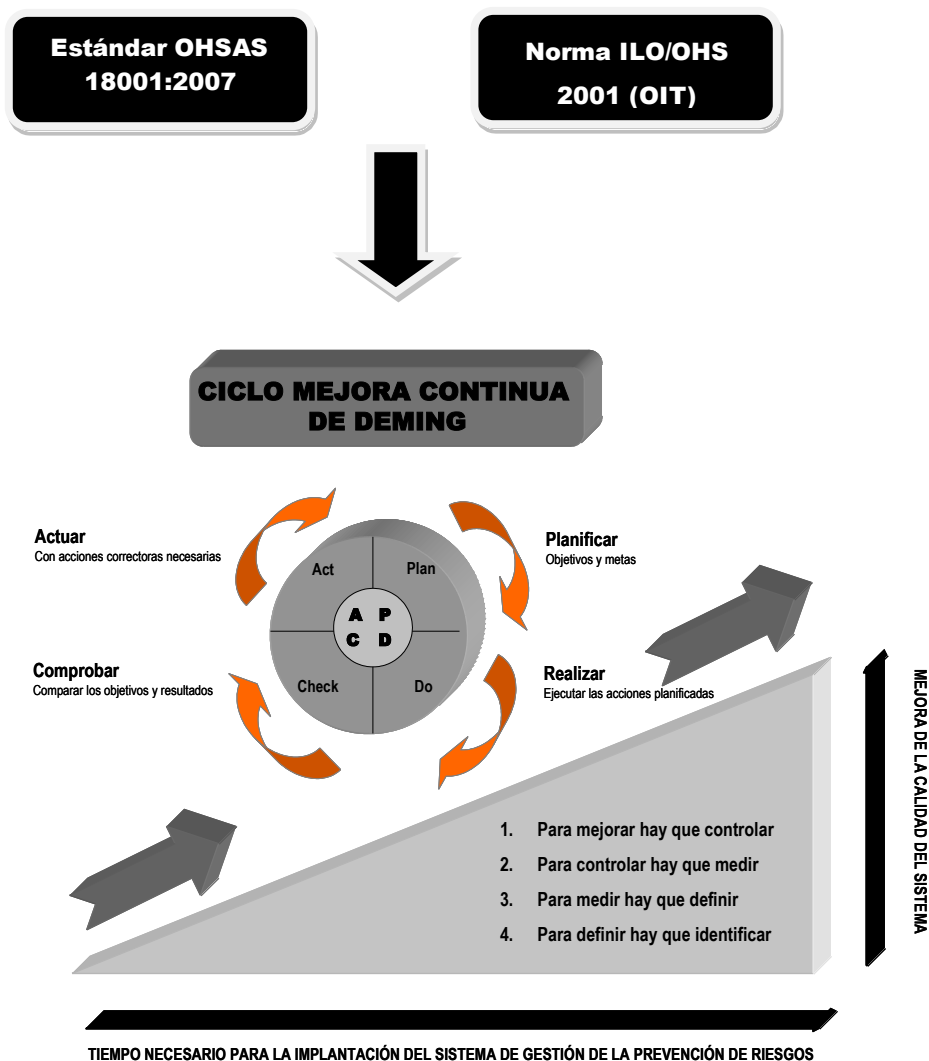 Estándar OHSAS
18001:2007
Norma ILO/OHS
2001 (OIT)
CICLO MEJORA CONTINUA
DE DEMING
Actuar
Con acciones correctoras necesarias
Planificar
Objetivos y metas
Act
Plan
A P
C D
Check
Do
Comprobar
Comparar los objetivos y resultados
Realizar
Ejecutar las acciones planificadas
1. Para mejorar hay que controlar
2. Para controlar hay que medir
3. Para medir hay que definir
4. Para definir hay que identificar
MEJORA DE LA CALIDAD DEL SISTEMA
TIEMPO NECESARIO PARA LA IMPLANTACIÓN DEL SISTEMA DE GESTIÓN DE LA PREVENCIÓN DE RIESGOS